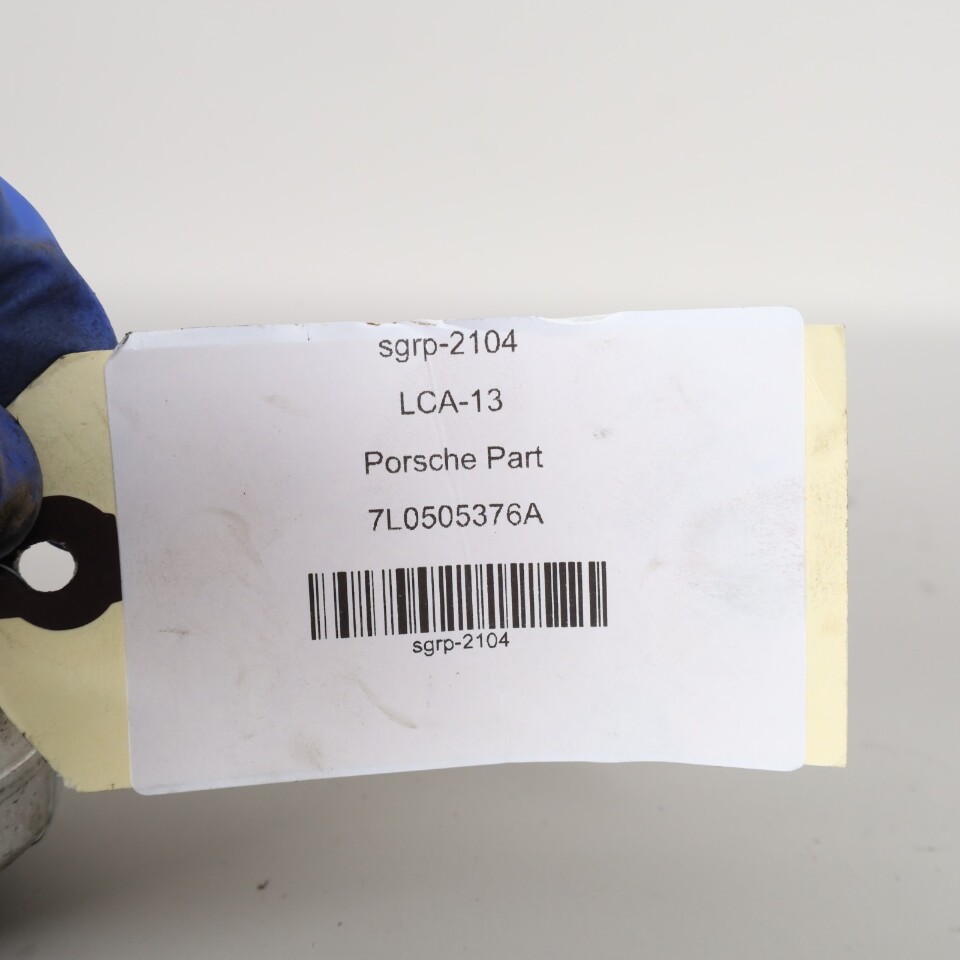 sgrp-2104
LCA-13
Porsche Part
7L0505376A
sgrp-2104